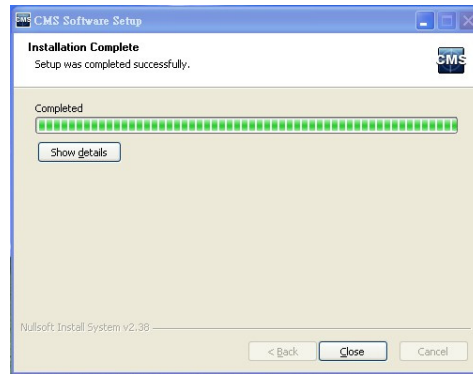 CMS CMS Software Setup
Installation Complete
Setup was completed successfully.
CMS
Completed
Show details
Nullsoft Install System v2.38
< Back Close Cancel